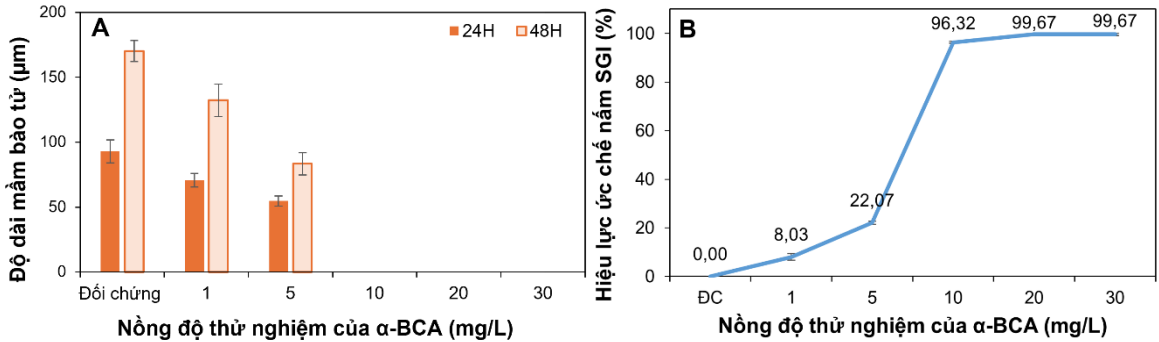 A
24H 48H
Độ dài mầm bào tử (µm)
200
150
100
50
0
Đối chứng 1 5 10 20 30
Nồng độ thử nghiệm của α-BCA (mg/L)
B
Hiệu lực ức chế nấm SGI (%)
100
80
60
40
20
0
0,00
8,03
22,07
96,32
99,67
99,67
ĐC 1 5 10 20 30
Nồng độ thử nghiệm của α-BCA (mg/L)